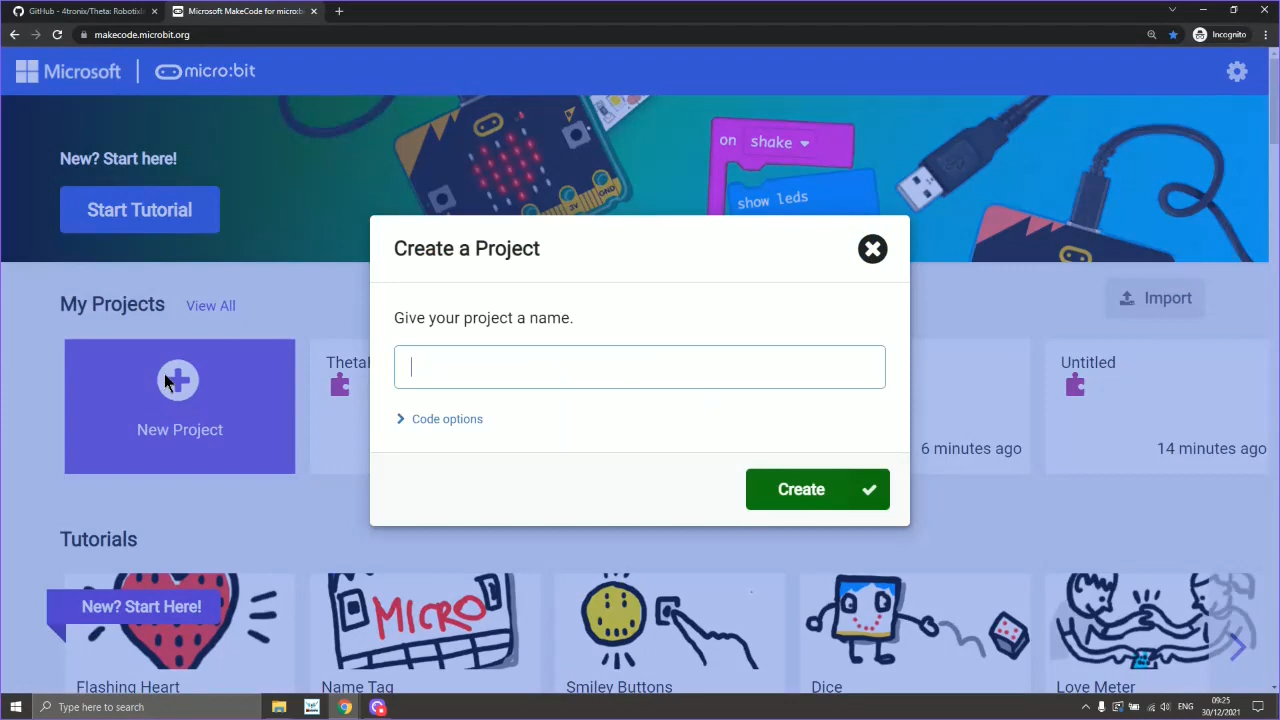 GitHub - 4tronix/Theta: Robotix
Microsoft MakeCode for micro:b
makecode.microbit.org
Incognito
Microsoft
micro:bit
New? Start here!
Start Tutorial
on shake
show leds
GND
3V
Create a Project
Give your project a name.
Code options
Create
My Projects
View All
Import
New Project
Theta
6 minutes ago
Untitled
14 minutes ago
Tutorials
New? Start Here!
MICRO
Flashing Heart
Name Tag
Smiley Buttons
Dice
Love Meter
Type here to search
ENG
09:25
30/12/2021